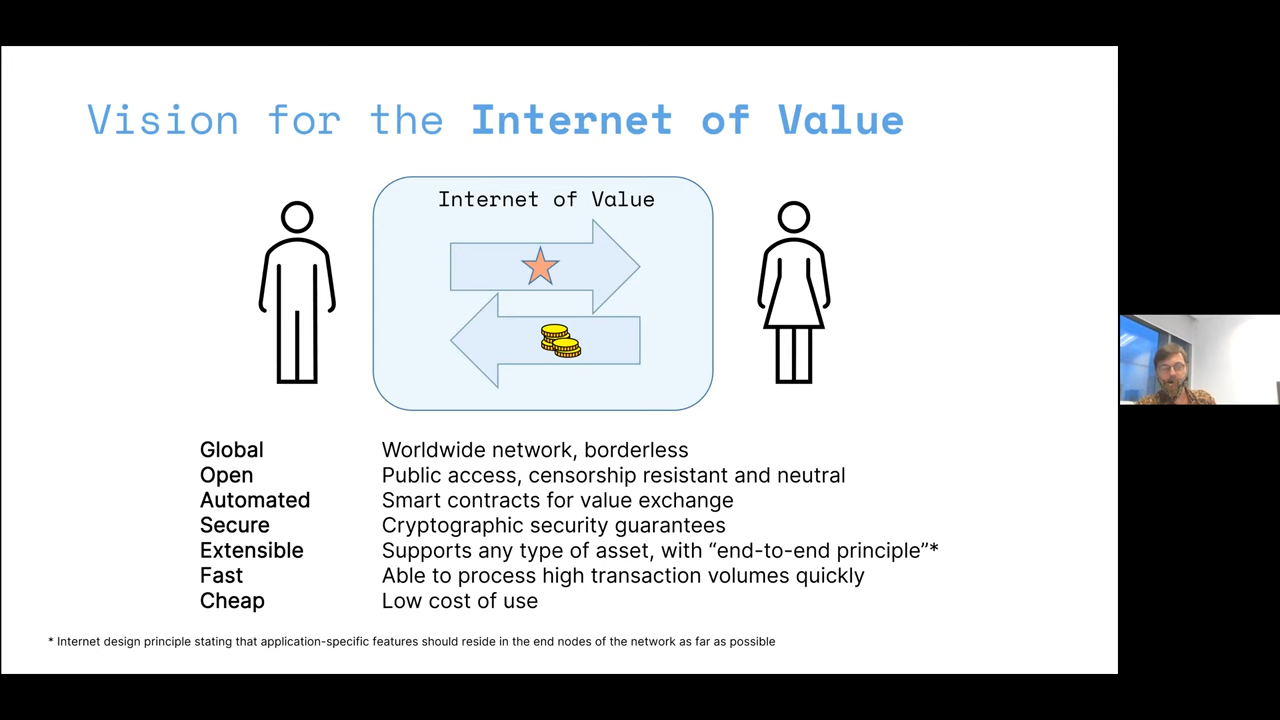 Vision for the Internet of Value
Internet of Value
Global Worldwide network, borderless
Open Public access, censorship resistant and neutral
Automated Smart contracts for value exchange
Secure Cryptographic security guarantees
Extensible Supports any type of asset, with “end-to-end principle”*
Fast Able to process high transaction volumes quickly
Cheap Low cost of use
* Internet design principle stating that application-specific features should reside in the end nodes of the network as far as possible